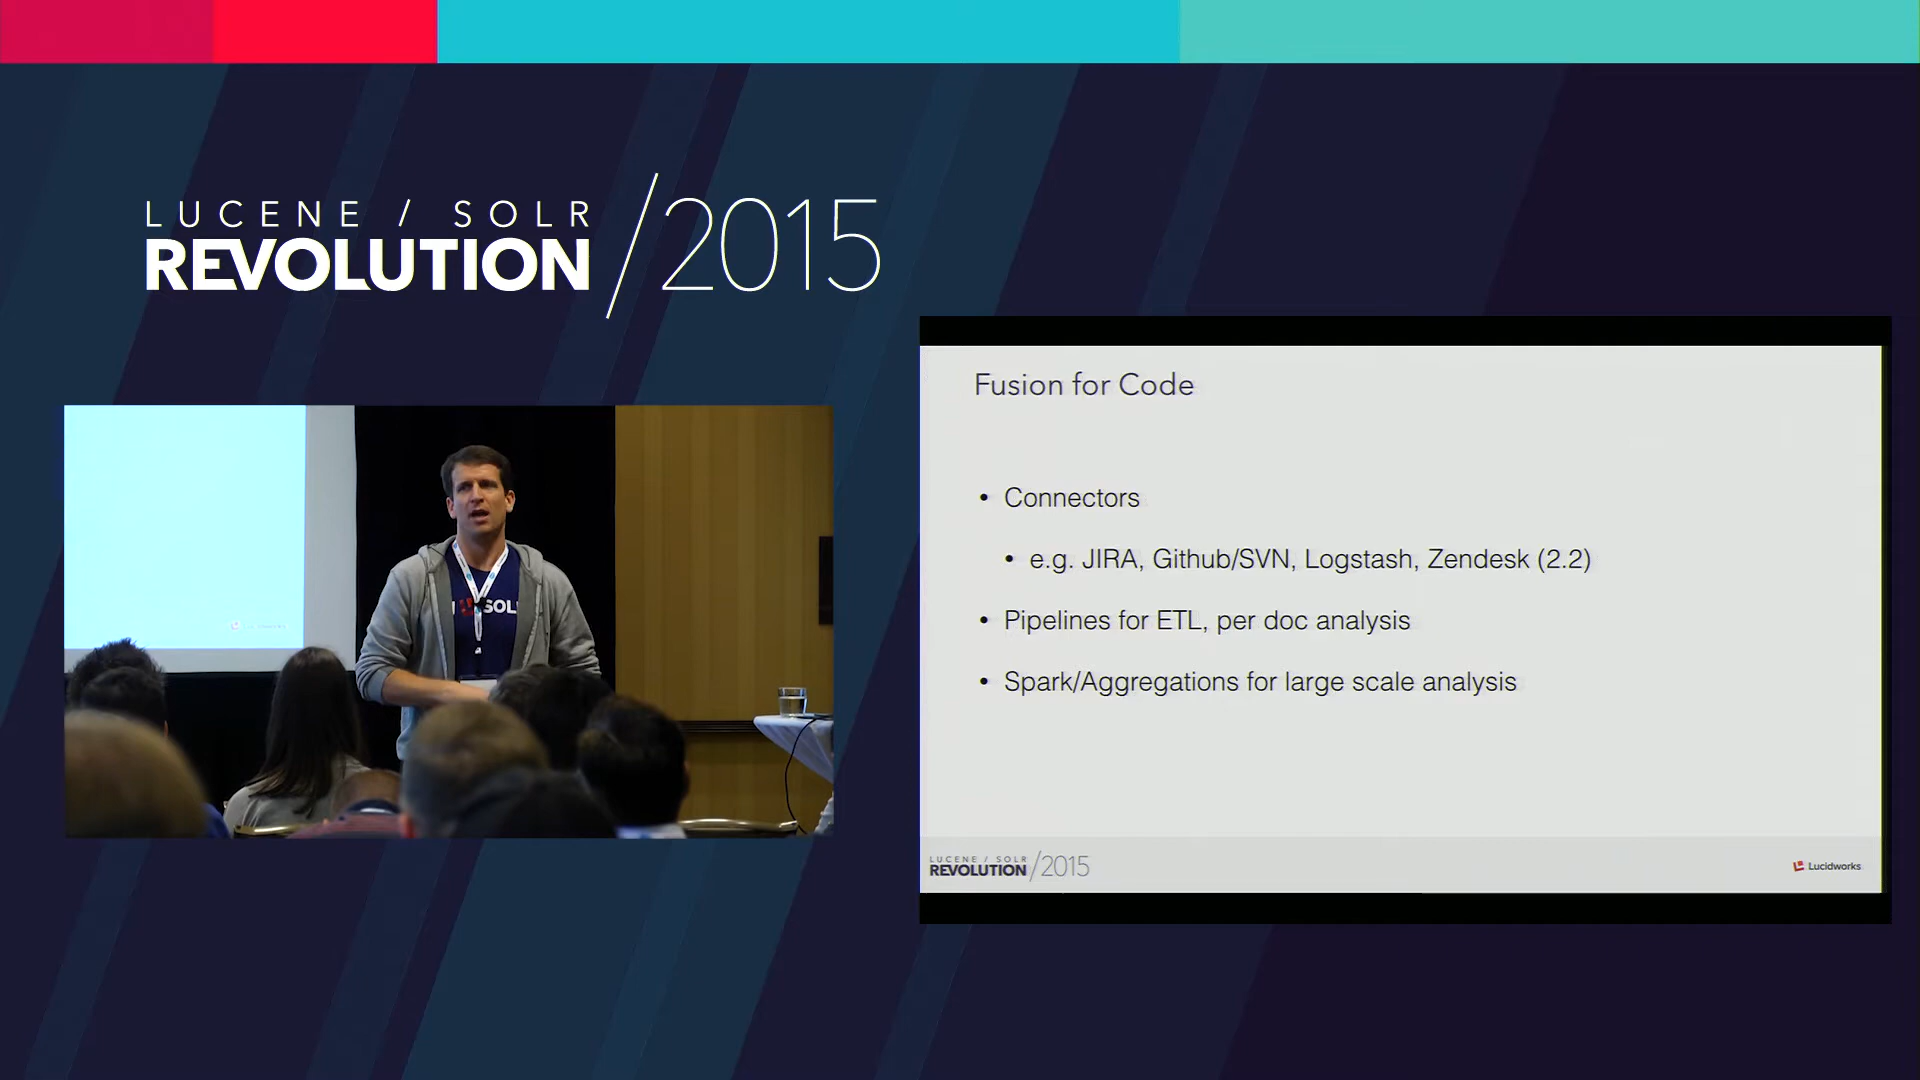 LUCENE / SOLR
REVOLUTION /2015
SOL
Fusion for Code
• Connectors
• e.g. JIRA, Github/SVN, Logstash, Zendesk (2.2)
• Pipelines for ETL, per doc analysis
• Spark/Aggregations for large scale analysis
LUCENE / SOLR
REVOLUTION /2015
Lucidworks